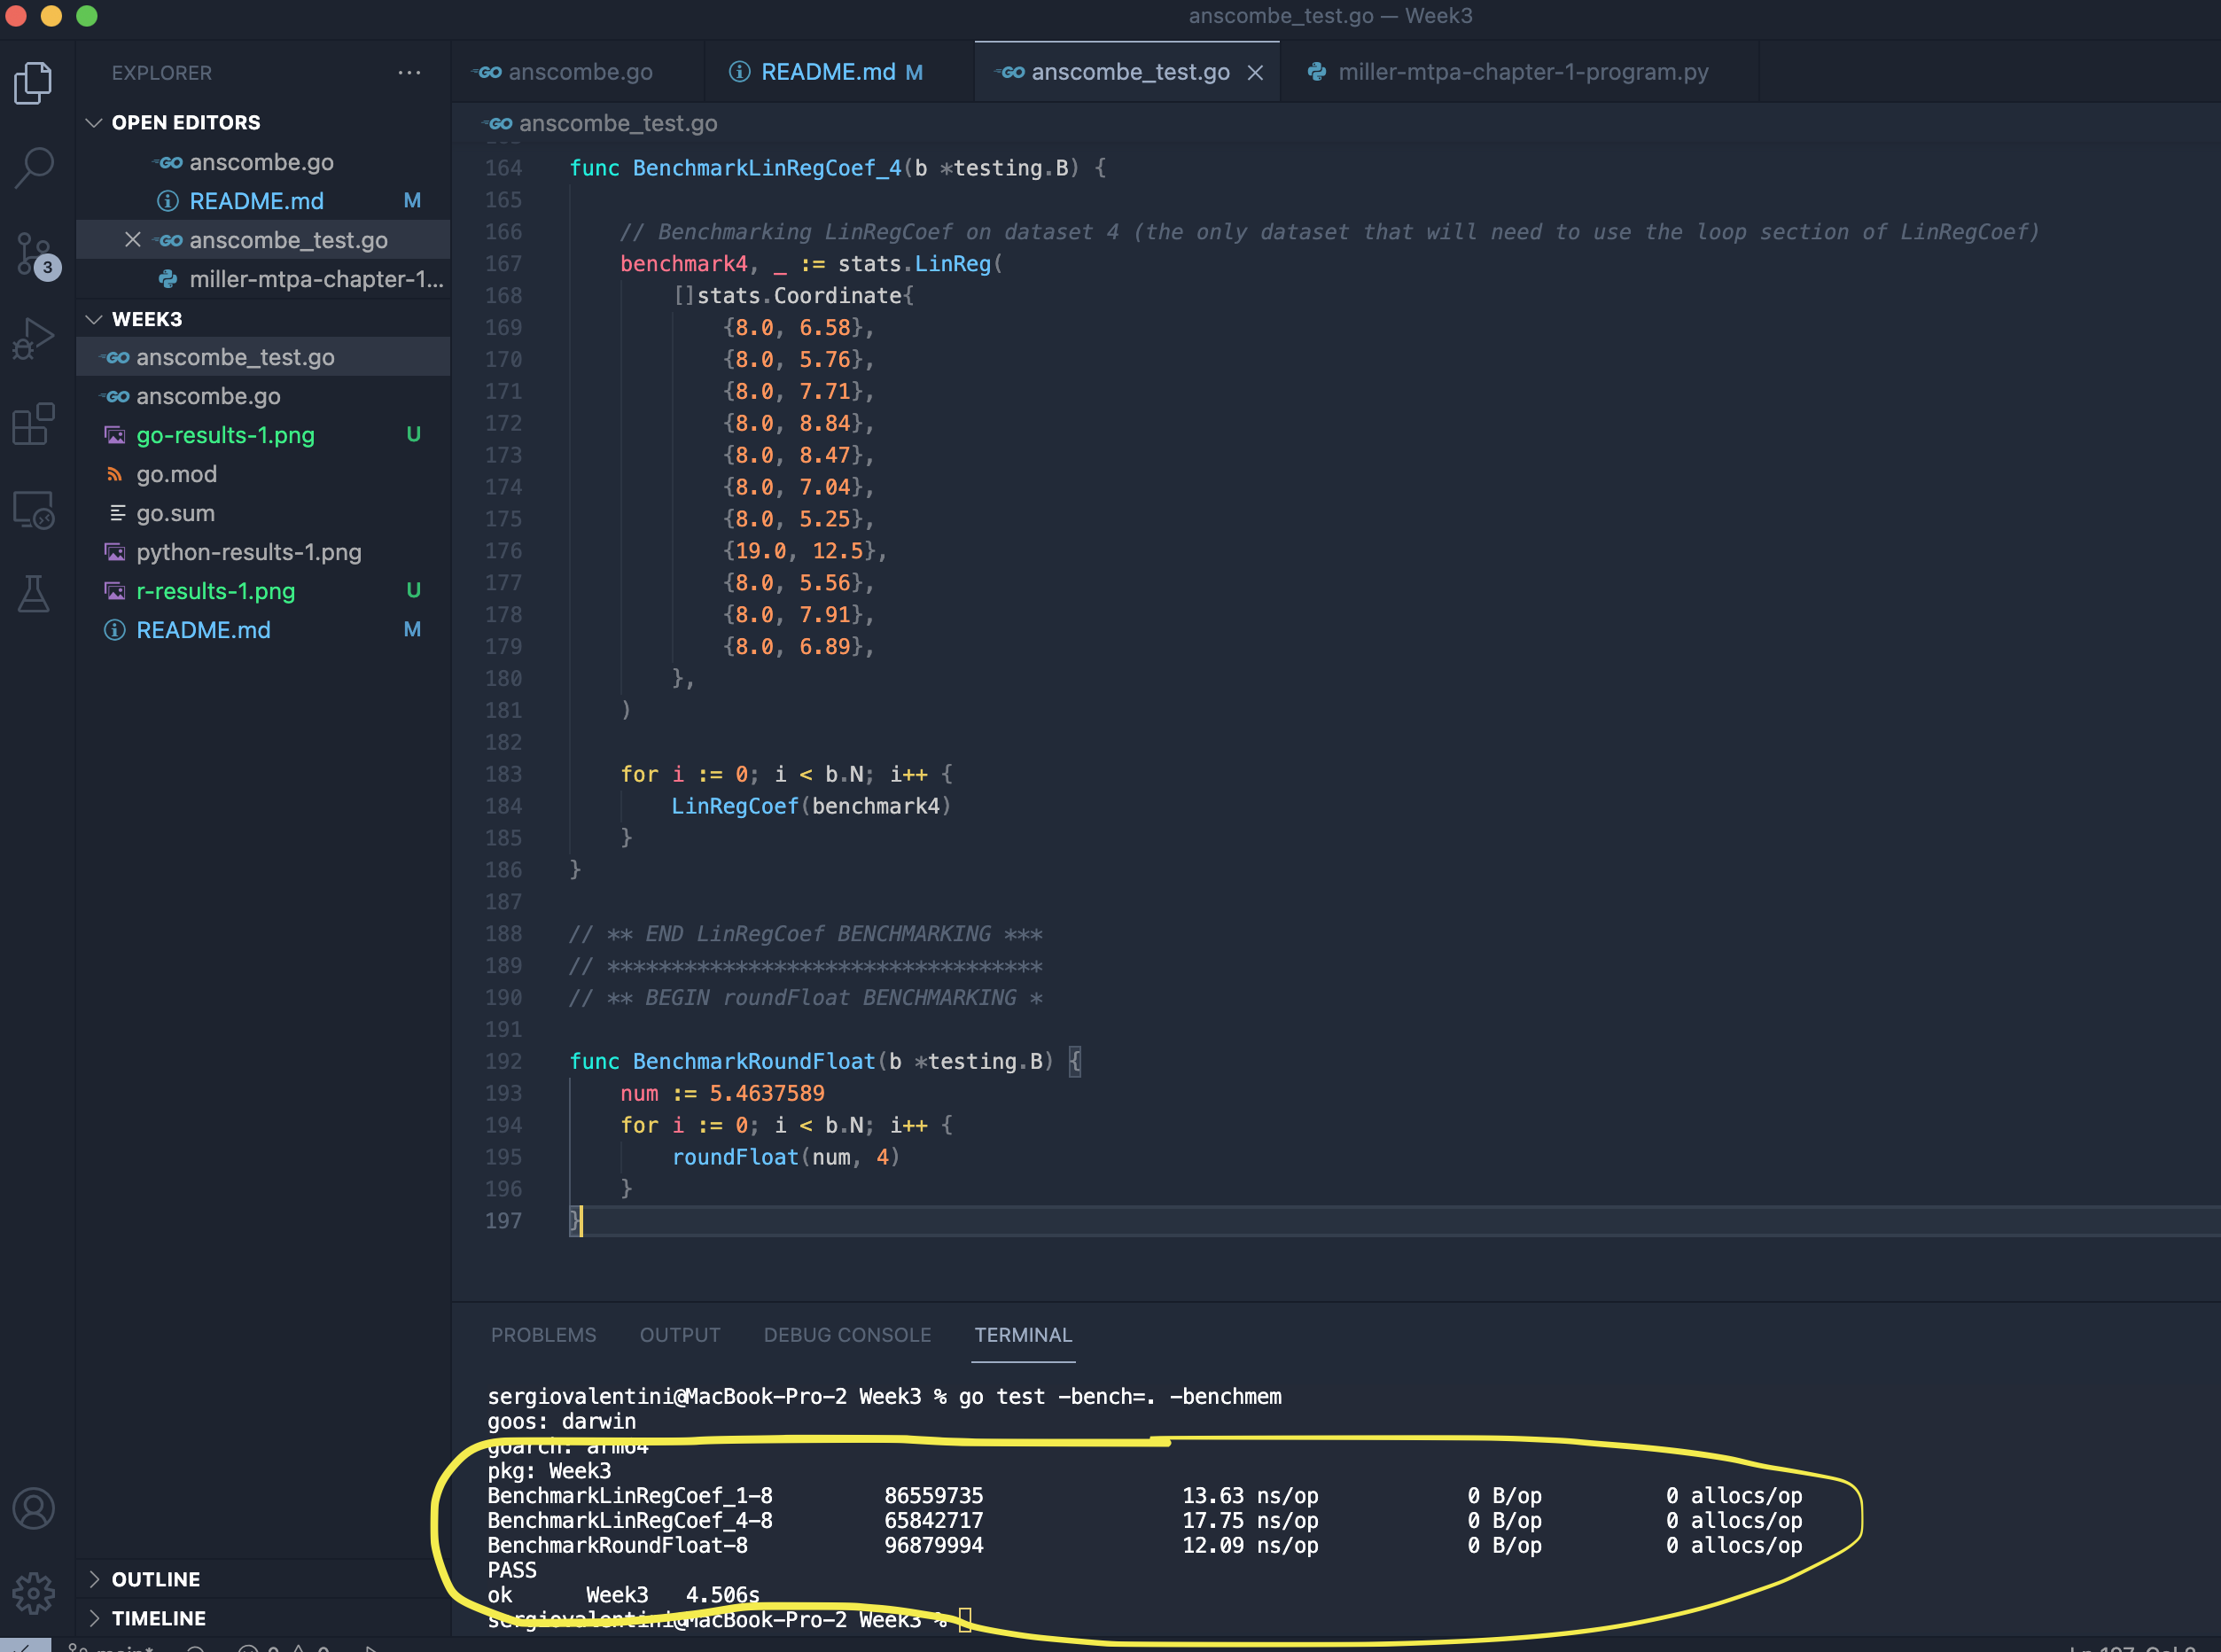 anscombe_test.go — Week3
EXPLORER
OPEN EDITORS
anscombe.go
README.md M
anscombe_test.go
miller-mtpa-chapter-1...
WEEK3
anscombe_test.go
anscombe.go
go-results-1.png U
go.mod
go.sum
python-results-1.png
r-results-1.png U
README.md M
OUTLINE
TIMELINE
3
GO anscombe.go
README.md M
GO anscombe_test.go
miller-mtpa-chapter-1-program.py
GO anscombe_test.go
164 func BenchmarkLinRegCoef_4(b *testing.B) {
165
166 // Benchmarking LinRegCoef on dataset 4 (the only dataset that will need to use the loop section of LinRegCoef)
167 benchmark4, _ := stats.LinReg(
168 []stats.Coordinate{
169 {8.0, 6.58},
170 {8.0, 5.76},
171 {8.0, 7.71},
172 {8.0, 8.84},
173 {8.0, 8.47},
174 {8.0, 7.04},
175 {8.0, 5.25},
176 {19.0, 12.5},
177 {8.0, 5.56},
178 {8.0, 7.91},
179 {8.0, 6.89},
180 },
181 )
182
183 for i := 0; i < b.N; i++ {
184 LinRegCoef(benchmark4)
185 }
186 }
187
188 // ** END LinRegCoef BENCHMARKING ***
189 // **********************************
190 // ** BEGIN roundFloat BENCHMARKING *
191
192 func BenchmarkRoundFloat(b *testing.B) {
193 num := 5.4637589
194 for i := 0; i < b.N; i++ {
195 roundFloat(num, 4)
196 }
197 }
PROBLEMS OUTPUT DEBUG CONSOLE TERMINAL
sergiovalentini@MacBook-Pro-2 Week3 % go test -bench=. -benchmem
goos: darwin
goarch: arm64
pkg: Week3
BenchmarkLinRegCoef_1-8 86559735 13.63 ns/op 0 B/op 0 allocs/op
BenchmarkLinRegCoef_4-8 65842717 17.75 ns/op 0 B/op 0 allocs/op
BenchmarkRoundFloat-8 96879994 12.09 ns/op 0 B/op 0 allocs/op
PASS
ok Week3 4.506s
sergiovalentini@MacBook-Pro-2 Week3 %